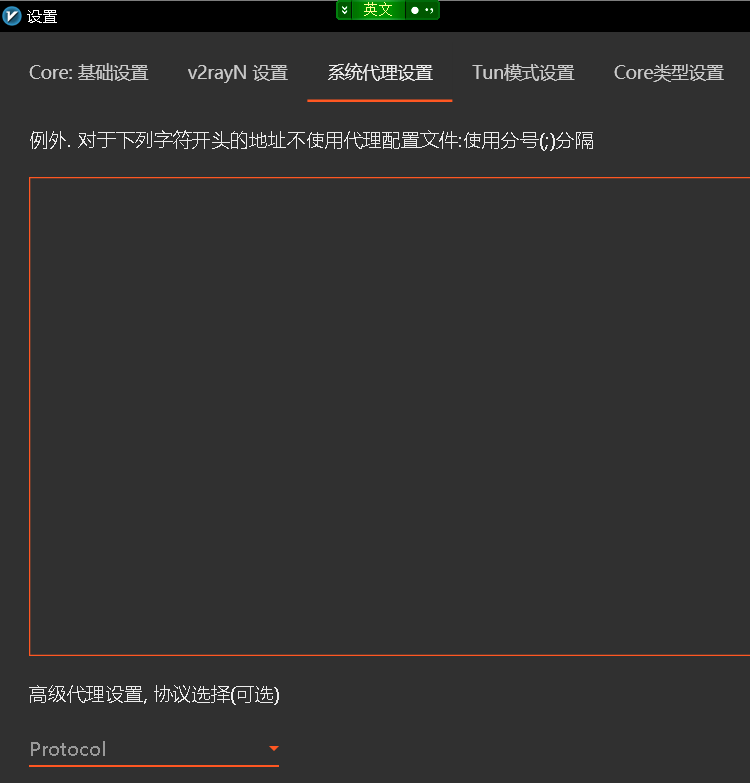 设置
英文
Core: 基础设置 v2rayN 设置 系统代理设置 Tun模式设置 Core类型设置
例外. 对于下列字符开头的地址不使用代理配置文件:使用分号(;)分隔
高级代理设置, 协议选择(可选)
Protocol